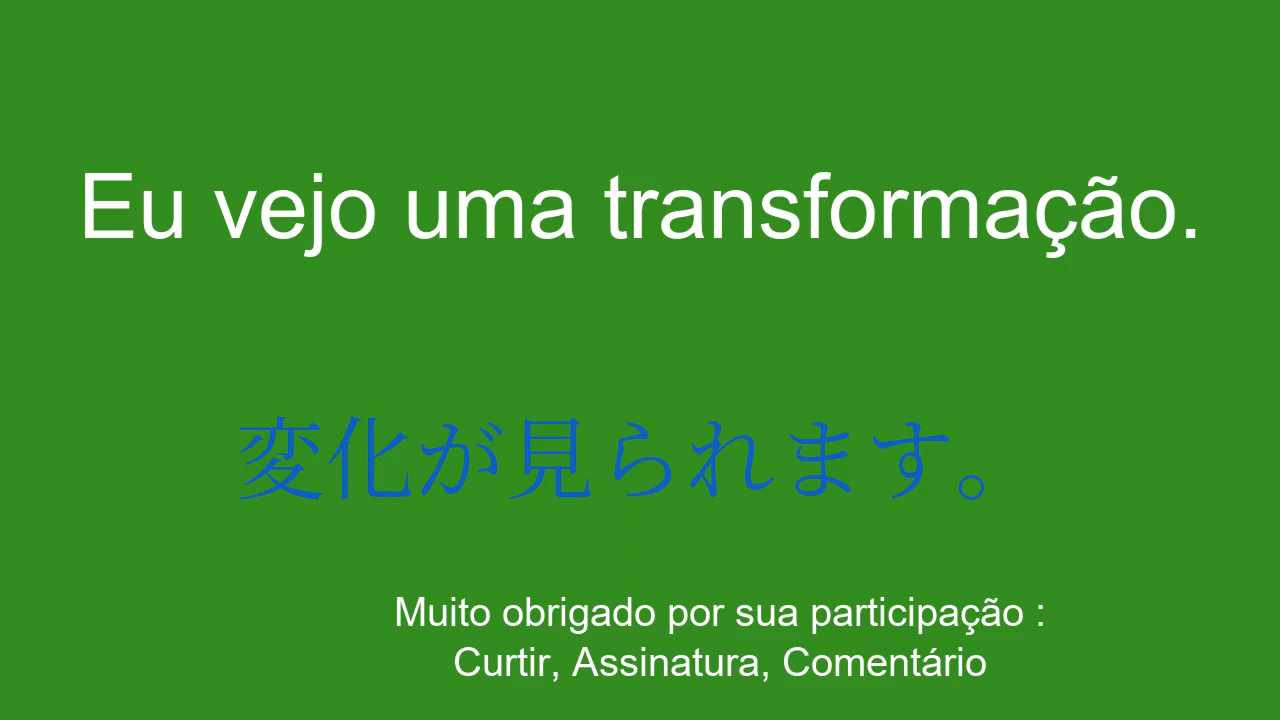 Eu vejo uma transformação.
変化が見られます。
Muito obrigado por sua participação :
Curtir, Assinatura, Comentário